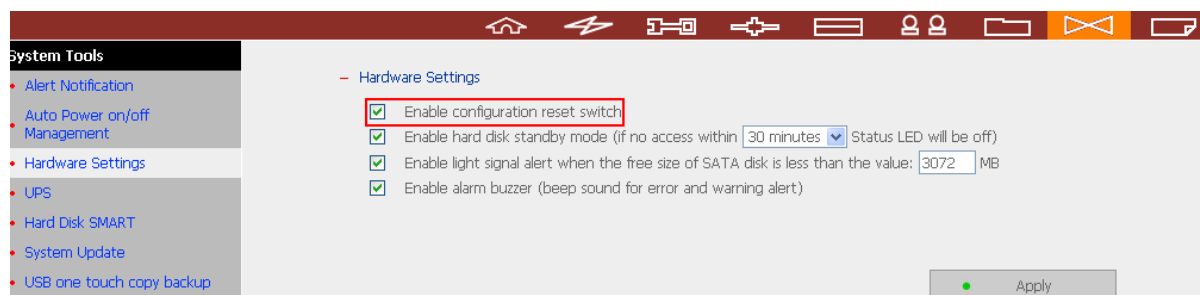 System Tools
Alert Notification
Auto Power on/off
Management
Hardware Settings
UPS
Hard Disk SMART
System Update
USB one touch copy backup
– Hardware Settings
Enable configuration reset switch
Enable hard disk standby mode (if no access within 30 minutes Status LED will be off)
Enable light signal alert when the free size of SATA disk is less than the value: 3072 MB
Enable alarm buzzer (beep sound for error and warning alert)
Apply